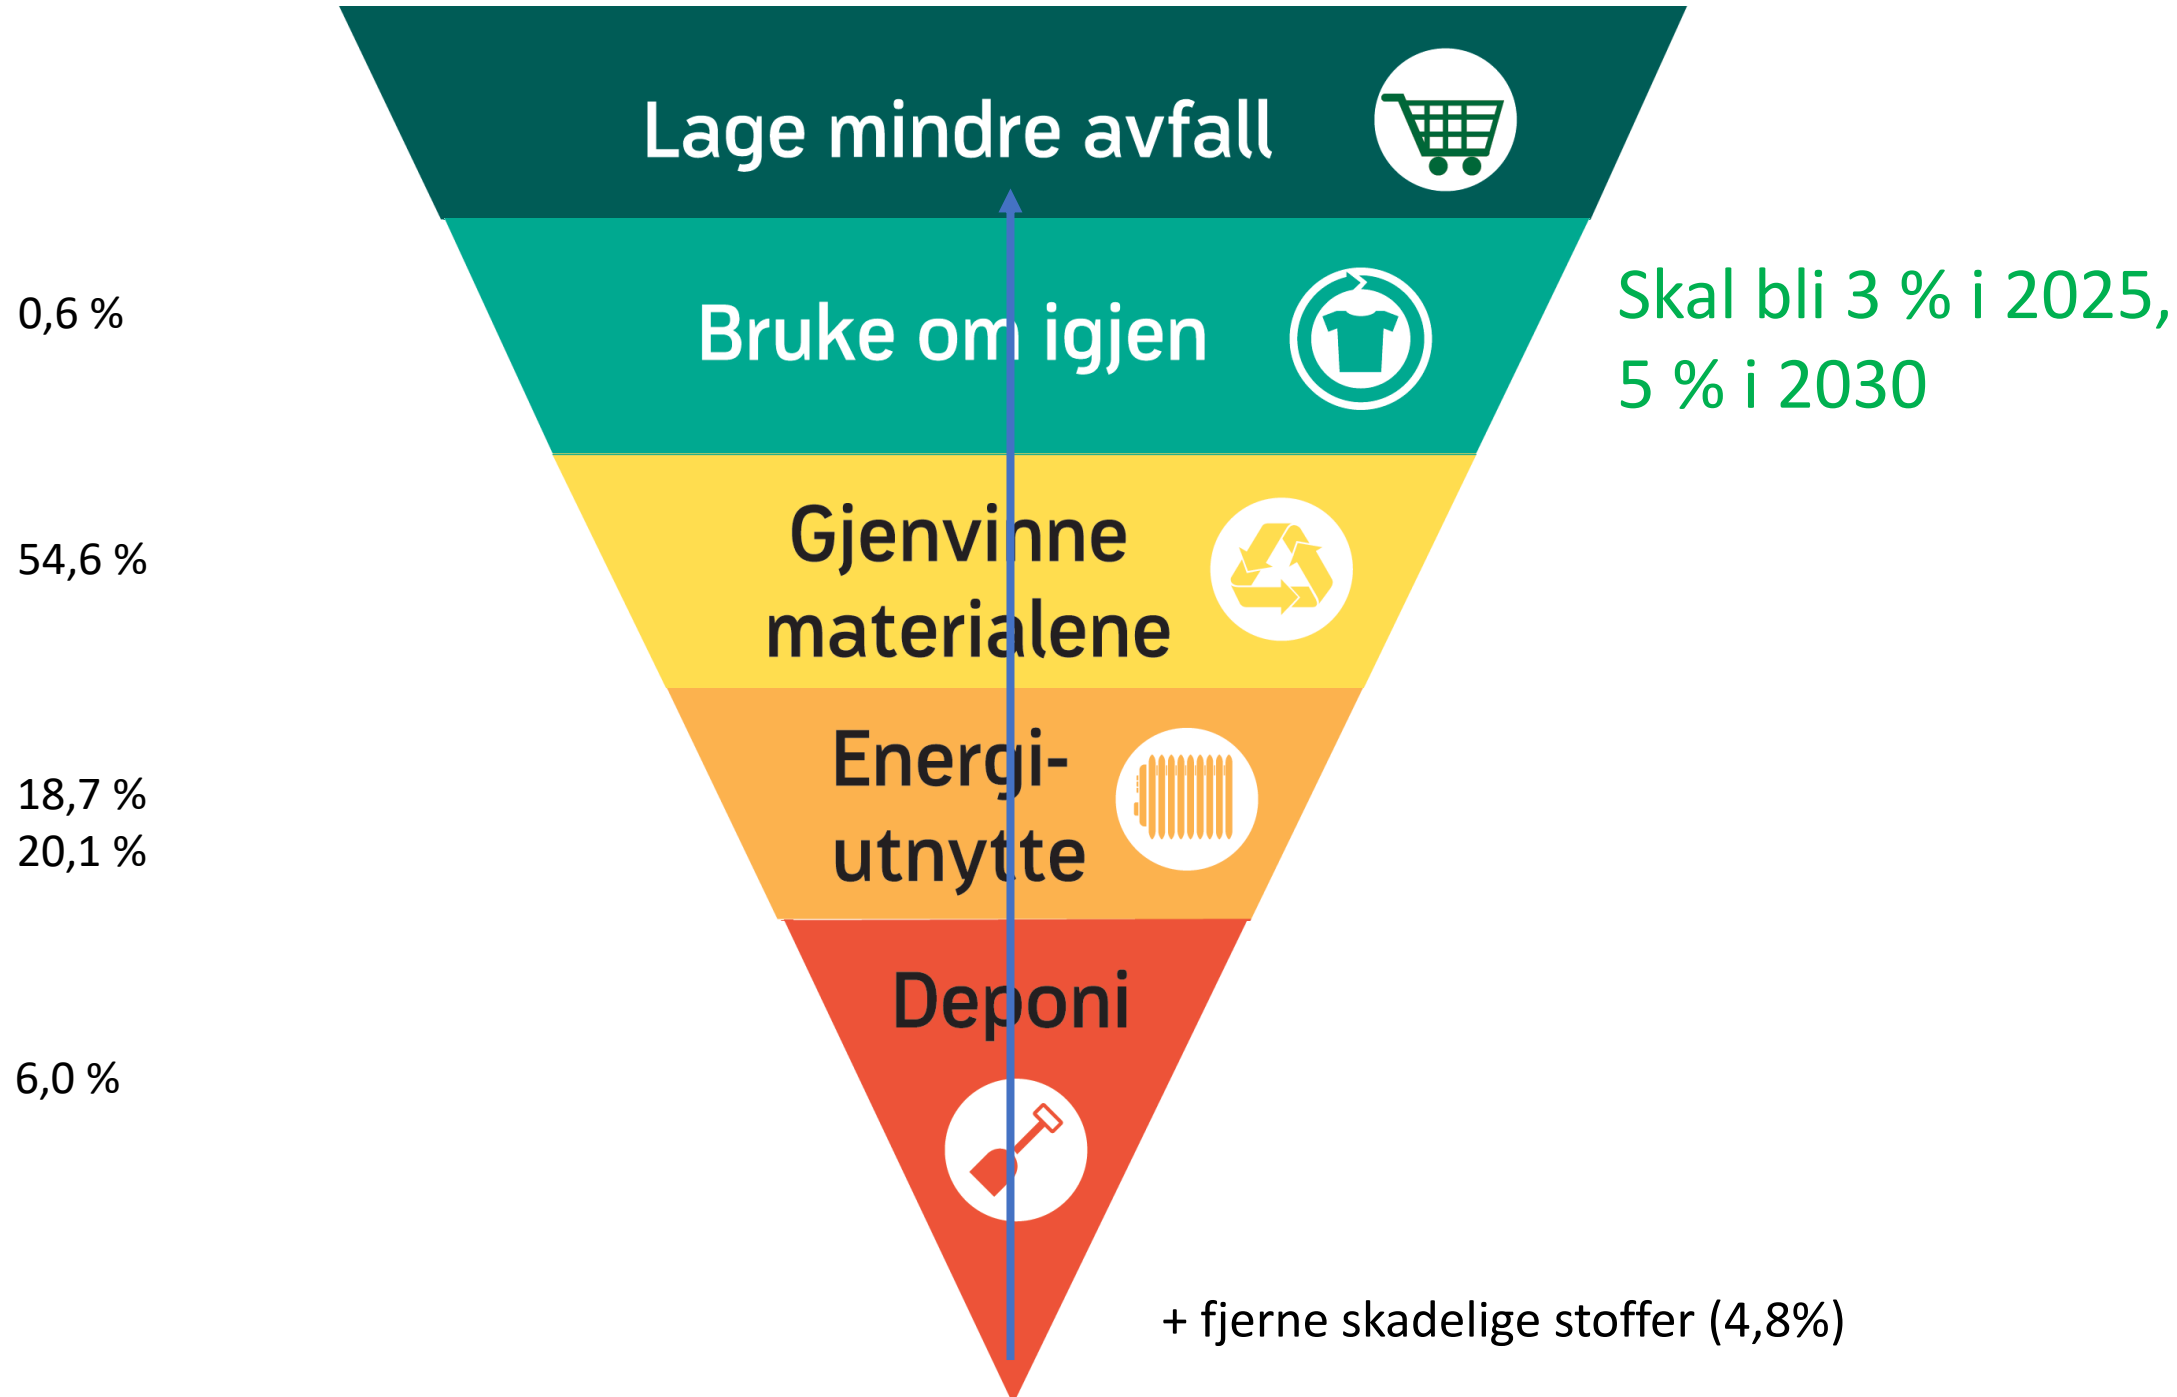 Lage mindre avfall
0,6 %
Bruke om igjen
Skal bli 3 % i 2025,
5 % i 2030
54,6 %
Gjenvinne
materialene
18,7 %
20,1 %
Energi-
utnytte
Deponi
6,0 %
+ fjerne skadelige stoffer (4,8%)